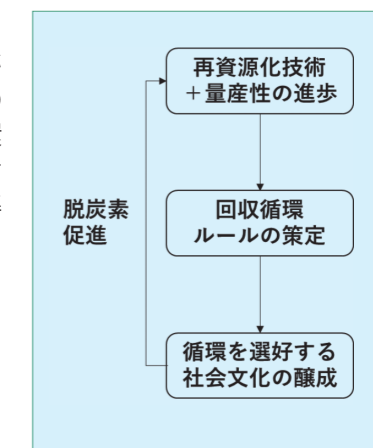 再資源化技術
＋量産性の進歩
脱炭素
促進
回収循環
ルールの策定
循環を選好する
社会文化の醸成